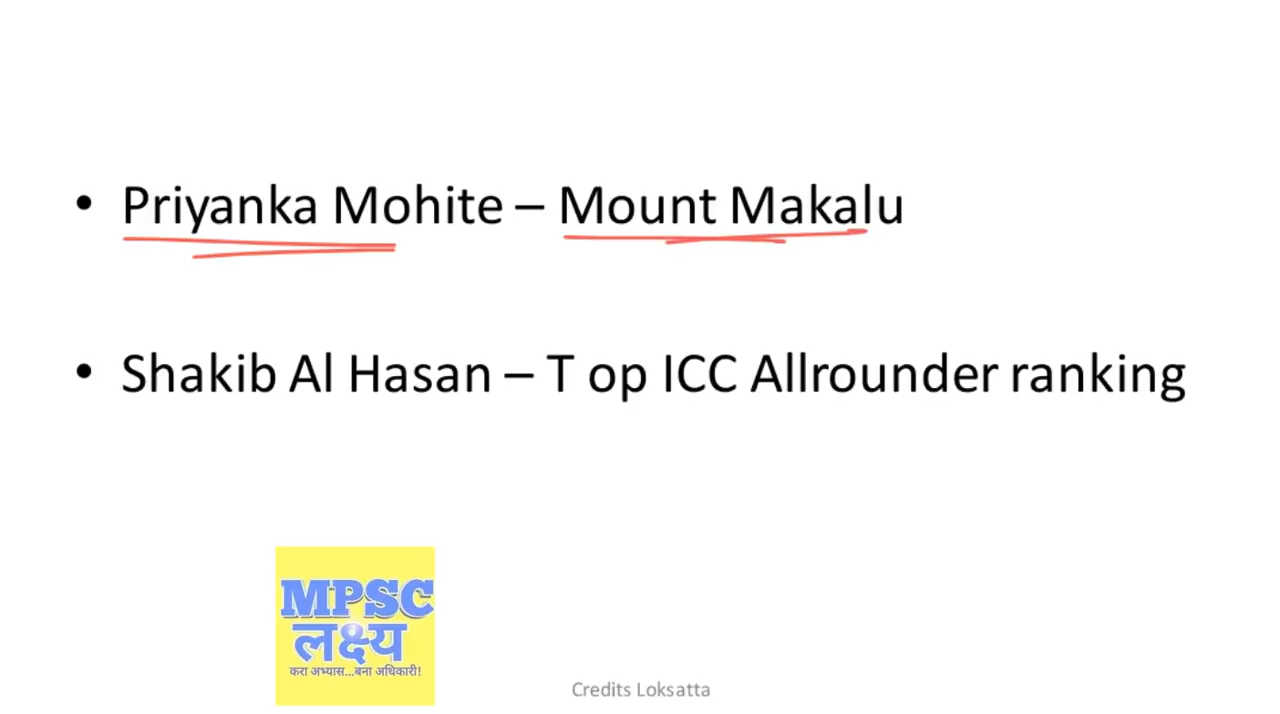 • Priyanka Mohite – Mount Makalu
• Shakib Al Hasan – T op ICC Allrounder ranking
MPSC
लक्ष्य
करा अभ्यास...बना अधिकारी!
Credits Loksatta